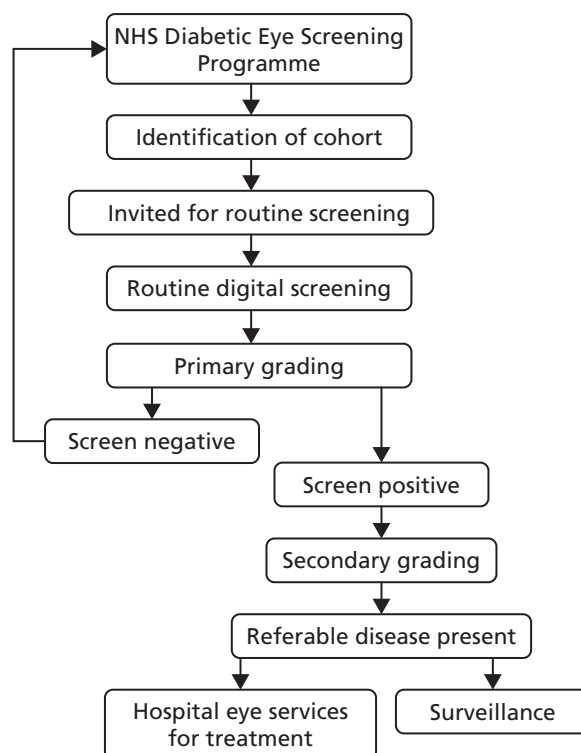 NHS Diabetic Eye Screening
Programme
Identification of cohort
Invited for routine screening
Routine digital screening
Primary grading
Screen negative
Screen positive
Secondary grading
Referable disease present
Hospital eye services
for treatment
Surveillance